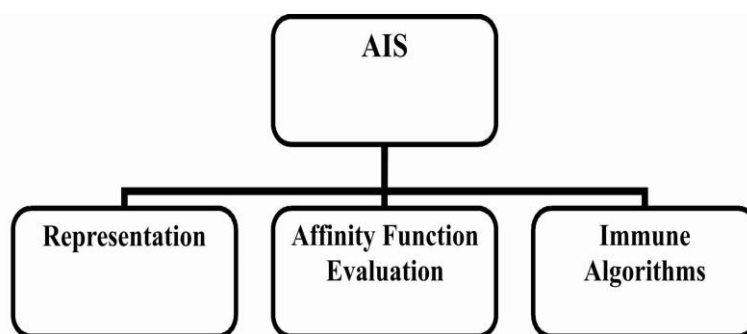 AIS
Representation
Affinity Function
Evaluation
Immune
Algorithms